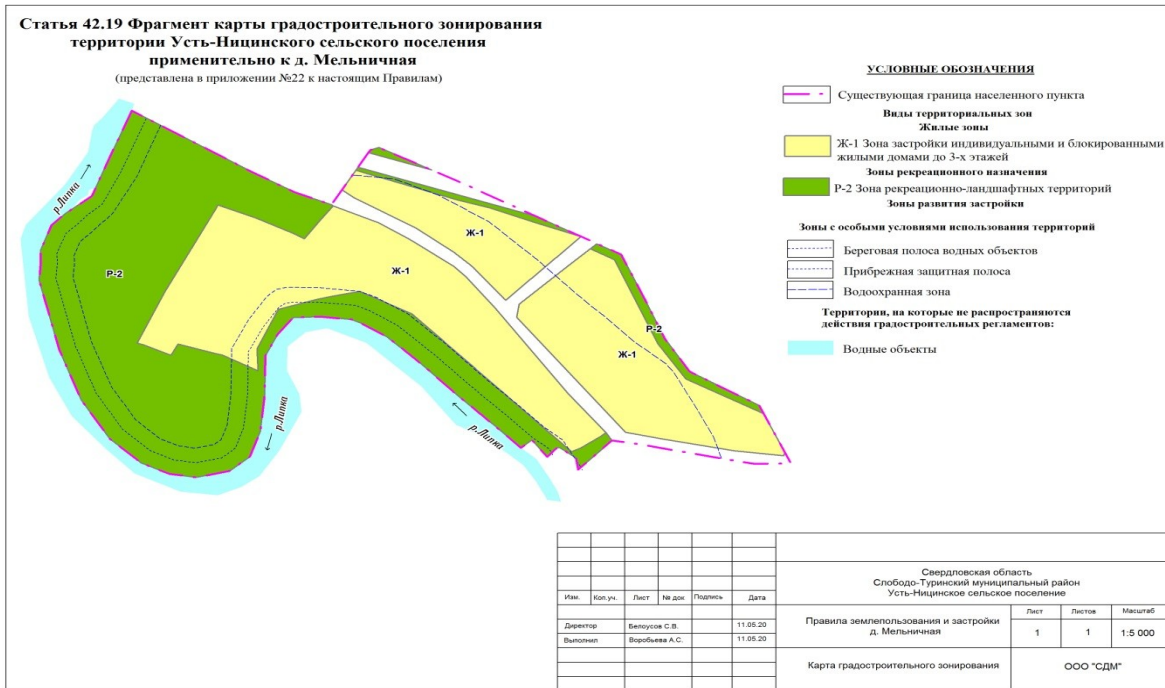 Статья 42.19 Фрагмент карты градостроительного зонирования
территории Усть-Ницинского сельского поселения
применительно к д. Мельничная
(представлена в приложении №22 к настоящим Правилам)
УСЛОВНЫЕ ОБОЗНАЧЕНИЯ
Существующая граница населенного пункта
Виды территориальных зон
Жилые зоны
Ж-1 Зона застройки индивидуальными и блокированными
жилыми домами до 3-х этажей
Зоны рекреационного назначения
Р-2 Зона рекреационно-ландшафтных территорий
Зоны развития застройки
Зоны с особыми условиями использования территорий
Береговая полоса водных объектов
Прибрежная защитная полоса
Водоохранная зона
Территории, на которые не распространяются
действия градостроительных регламентов:
Водные объекты
р.Липка
Ж-1
Р-2
Ж-1
Р-2
Ж-1
р.Липка
р.Липка
Свердловская область
Слободо-Туринский муниципальный район
Усть-Ницинское сельское поселение
Изм. Кол.уч. Лист № док Подпись Дата
Директор Белоусов С.В. 11.05.20
Выполнил Воробьева А.С. 11.05.20
Правила землепользования и застройки
д. Мельничная
Лист Листов Масштаб
1 1 1:5 000
Карта градостроительного зонирования
ООО "СДМ"